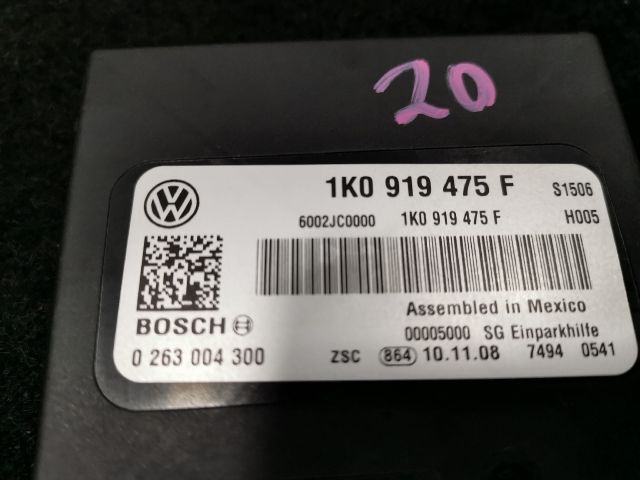 20
1K0 919 475 F S1506
6002JC0000 1K0 919 475 F H005
Assembled in Mexico
BOSCH 00005000 SG Einparkhilfe
0 263 004 300 ZSC 864 10.11.08 7494 0541